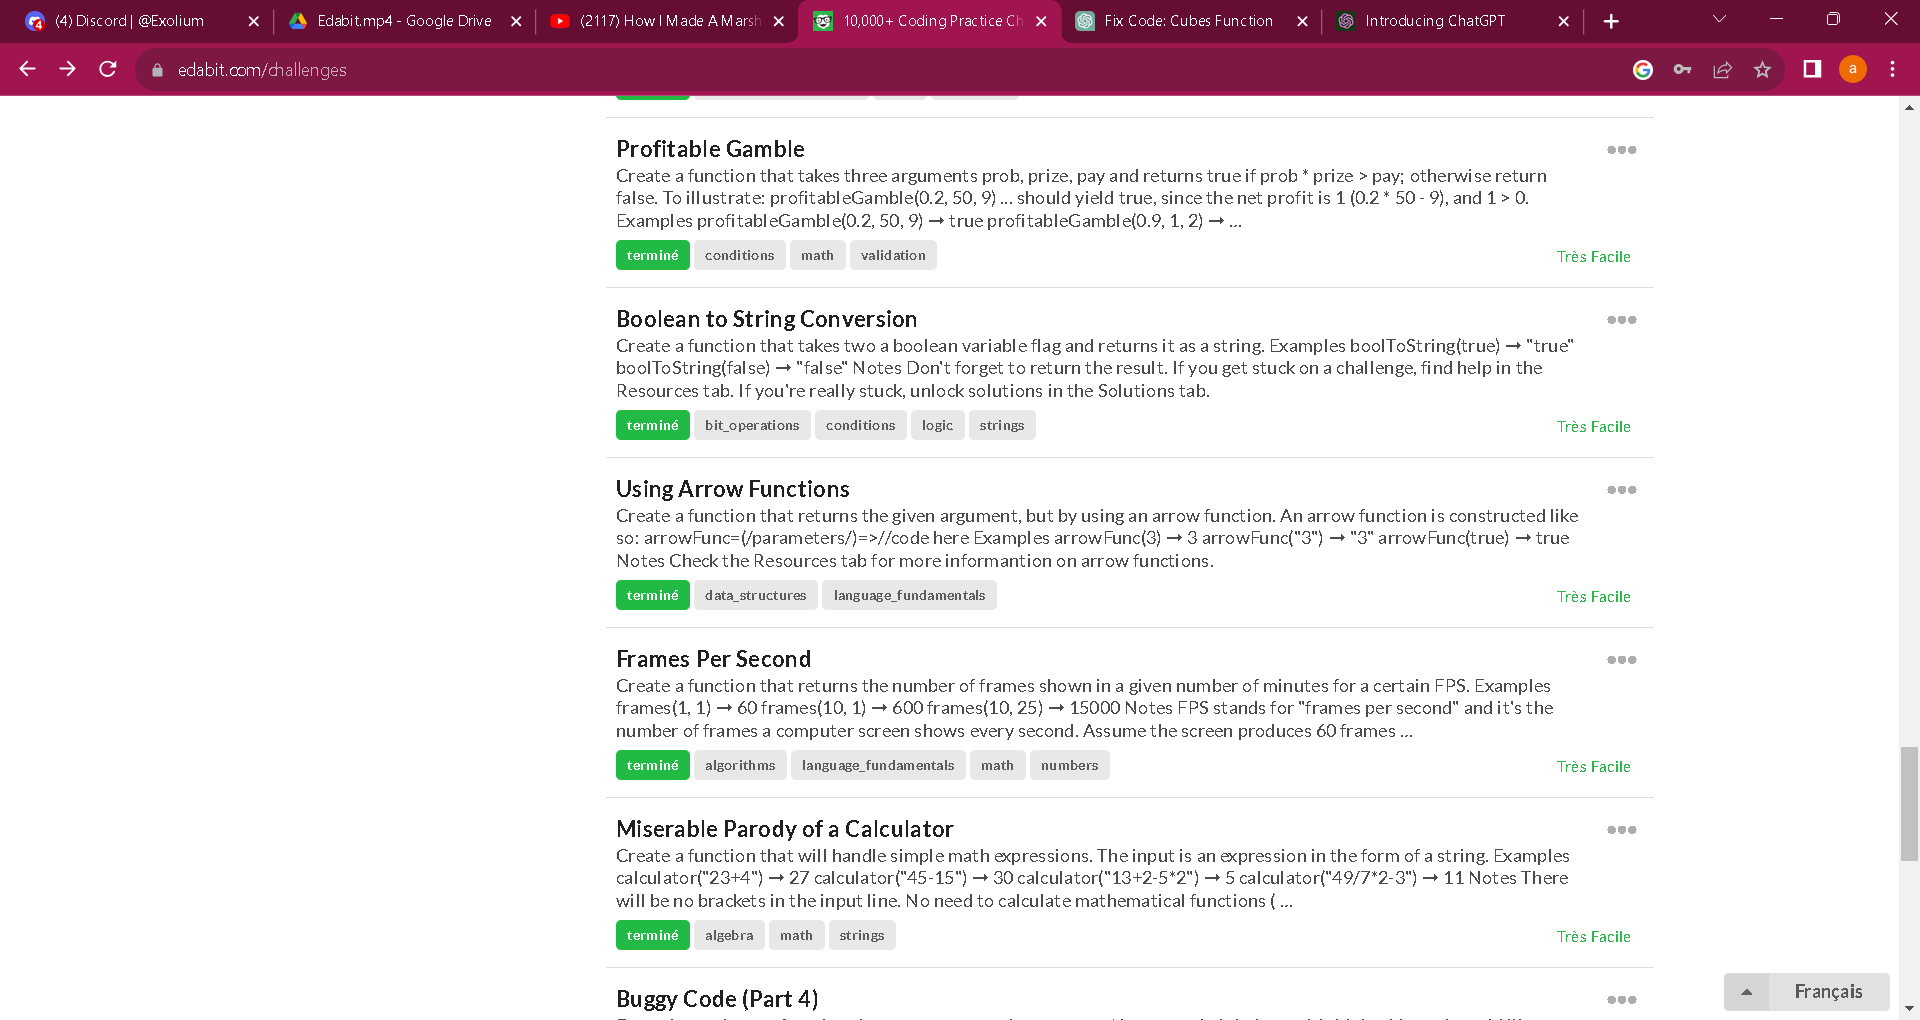 (4) Discord | @Exolium
Edabit.mp4 - Google Drive
(2117) How I Made A Marsh
10,000+ Coding Practice Ch
Fix Code: Cubes Function
Introducing ChatGPT
edabit.com/challenges
a
Profitable Gamble
Create a function that takes three arguments prob, prize, pay and returns true if prob * prize > pay; otherwise return
false. To illustrate: profitableGamble(0.2, 50, 9) ... should yield true, since the net profit is 1 (0.2 * 50 - 9), and 1 > 0.
Examples profitableGamble(0.2, 50, 9) → true profitableGamble(0.9, 1, 2) → ...
terminé conditions math validation
Très Facile
Boolean to String Conversion
Create a function that takes two a boolean variable flag and returns it as a string. Examples boolToString(true) → "true"
boolToString(false) → "false" Notes Don't forget to return the result. If you get stuck on a challenge, find help in the
Resources tab. If you're really stuck, unlock solutions in the Solutions tab.
terminé bit_operations conditions logic strings
Très Facile
Using Arrow Functions
Create a function that returns the given argument, but by using an arrow function. An arrow function is constructed like
so: arrowFunc=(/parameters/)=>//code here Examples arrowFunc(3) → 3 arrowFunc("3") → "3" arrowFunc(true) → true
Notes Check the Resources tab for more informantion on arrow functions.
terminé data_structures language_fundamentals
Très Facile
Frames Per Second
Create a function that returns the number of frames shown in a given number of minutes for a certain FPS. Examples
frames(1, 1) → 60 frames(10, 1) → 600 frames(10, 25) → 15000 Notes FPS stands for "frames per second" and it's the
number of frames a computer screen shows every second. Assume the screen produces 60 frames ...
terminé algorithms language_fundamentals math numbers
Très Facile
Miserable Parody of a Calculator
Create a function that will handle simple math expressions. The input is an expression in the form of a string. Examples
calculator("23+4") → 27 calculator("45-15") → 30 calculator("13+2-5*2") → 5 calculator("49/7*2-3") → 11 Notes There
will be no brackets in the input line. No need to calculate mathematical functions ( ...
terminé algebra math strings
Très Facile
Buggy Code (Part 4)
Français